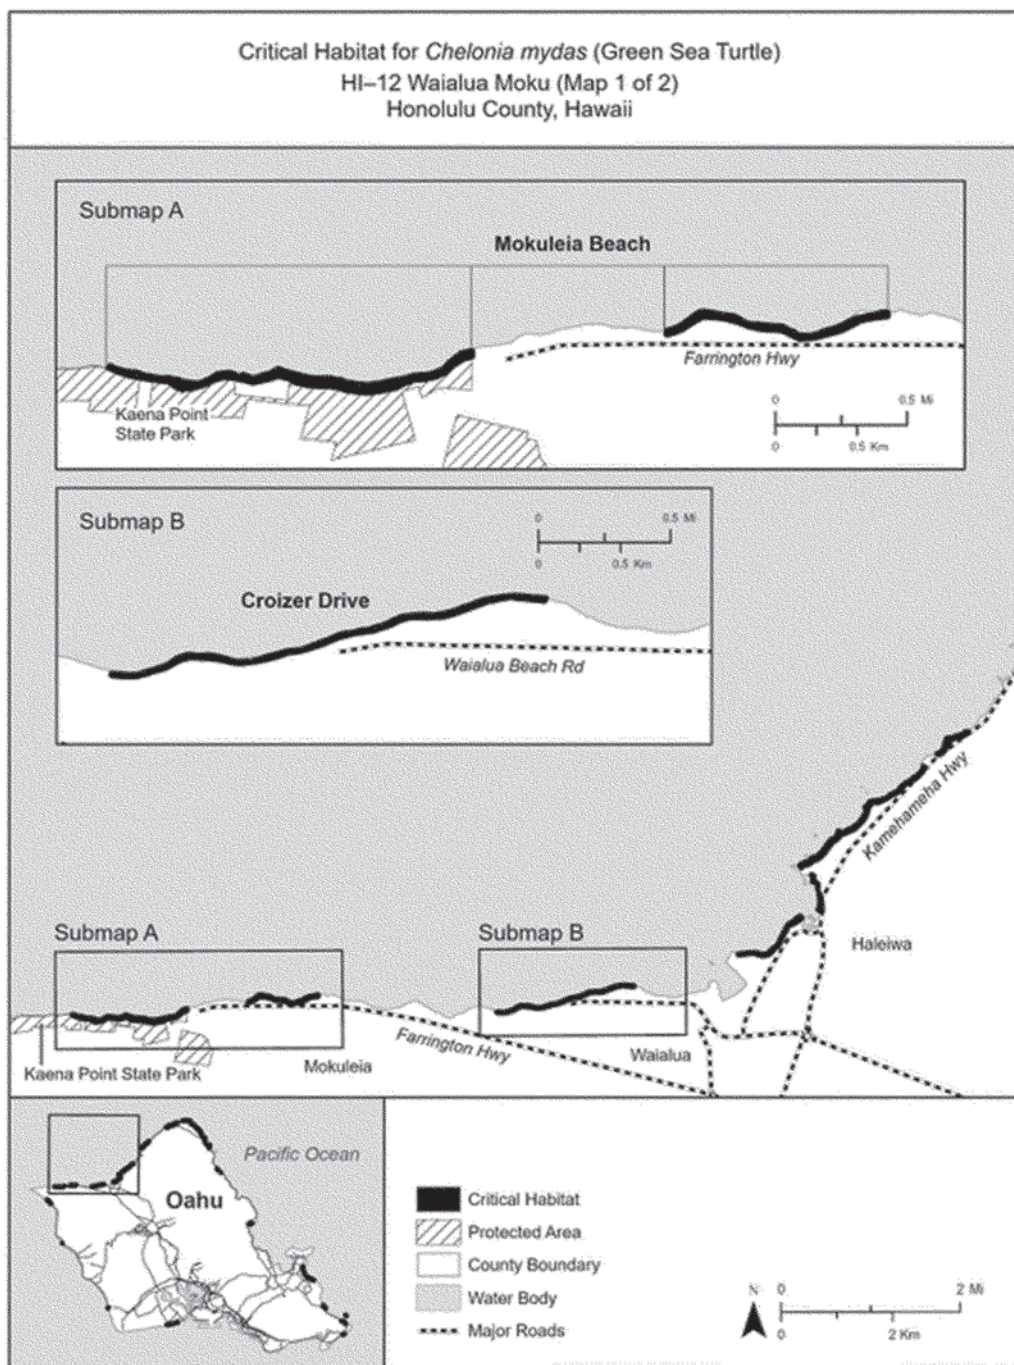 Critical Habitat for Chelonia mydas (Green Sea Turtle)
HI–12 Waialua Moku (Map 1 of 2)
Honolulu County, Hawaii
Submap A
Mokuleia Beach
Farrington Hwy
Kaena Point
State Park
0 0.5 Mi
0 0.5 Km
Submap B
0 0.5 Mi
0 0.5 Km
Croizer Drive
Waialua Beach Rd
Kamehameha Hwy
Submap A
Submap B
Haleiwa
Farrington Hwy
Waialua
Mokuleia
Kaena Point State Park
Pacific Ocean
Oahu
Critical Habitat
Protected Area
County Boundary
Water Body
Major Roads
N
0 2 Mi
0 2 Km